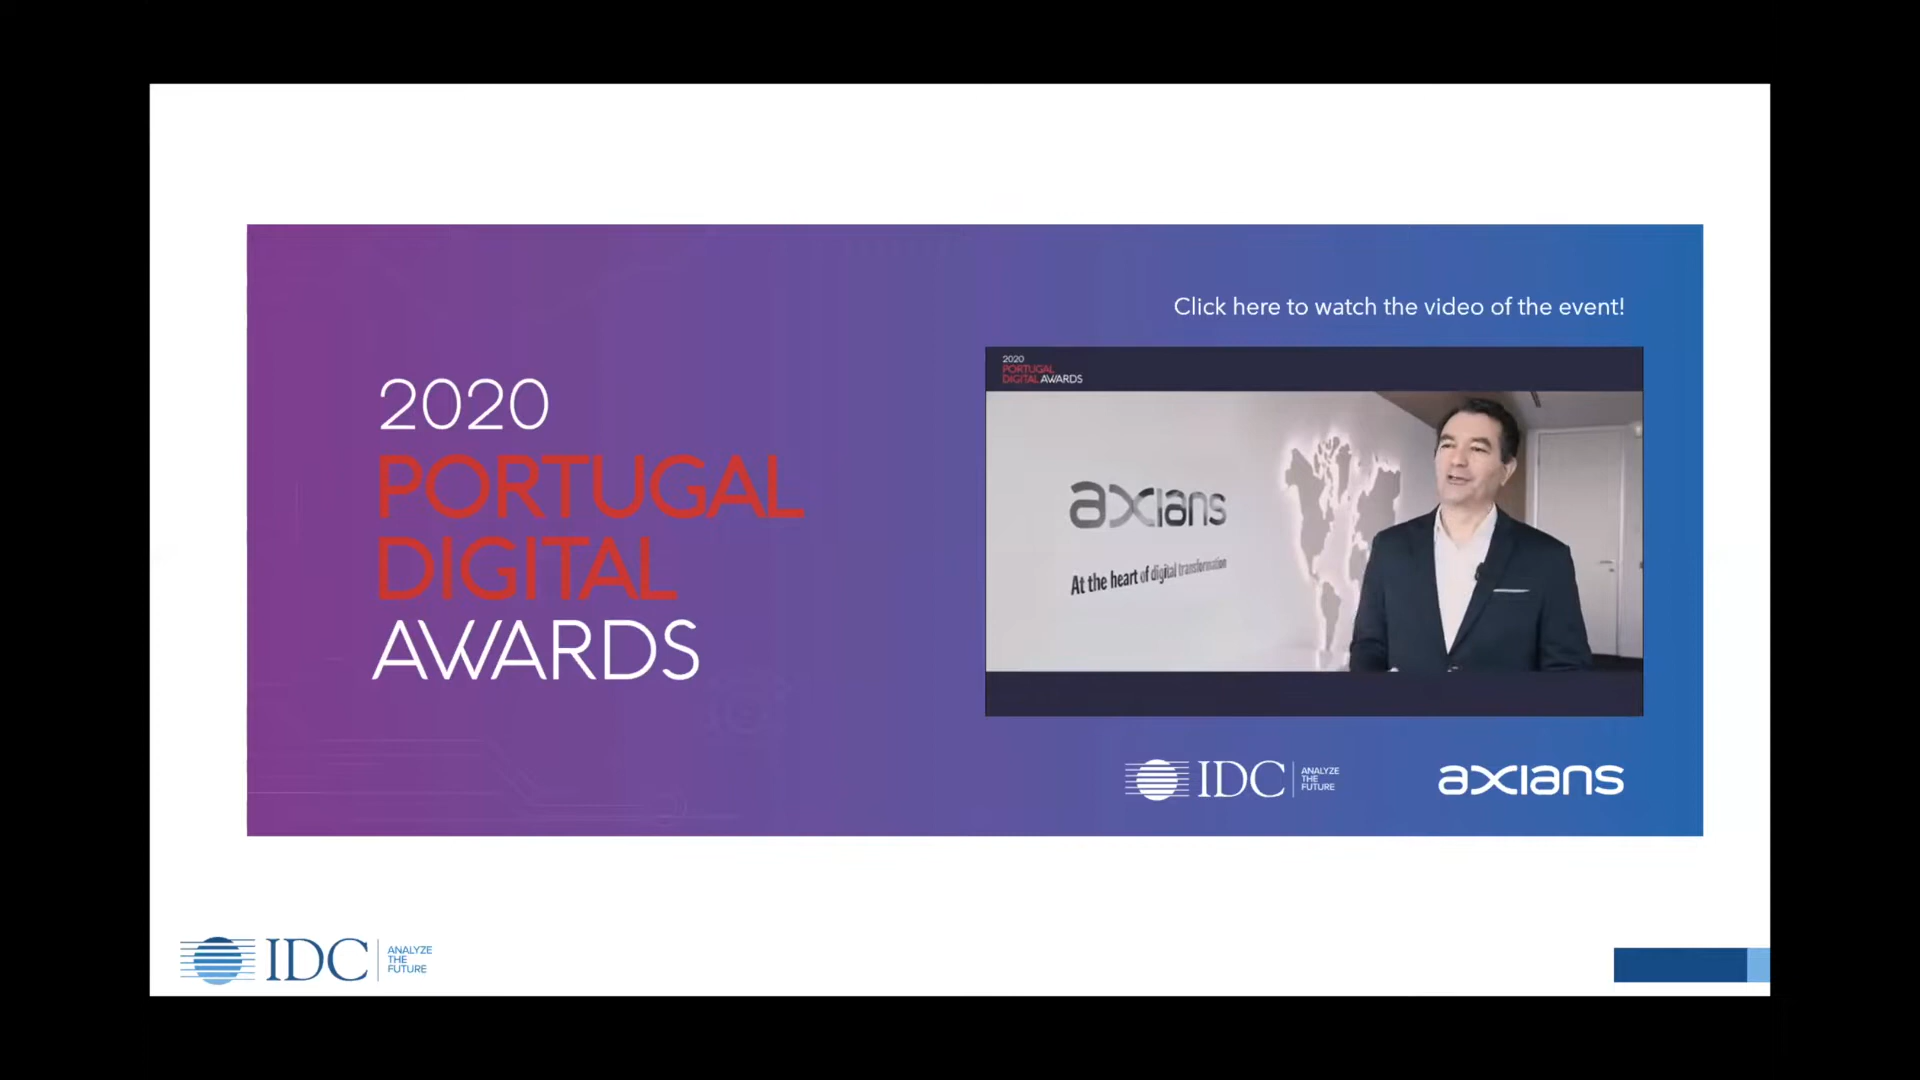 Click here to watch the video of the event!
2020
PORTUGAL
DIGITAL
AWARDS
2020
PORTUGAL
DIGITAL AWARDS
axians
At the heart of digital transformation
IDC
ANALYZE
THE
FUTURE
axians
IDC
ANALYZE
THE
FUTURE